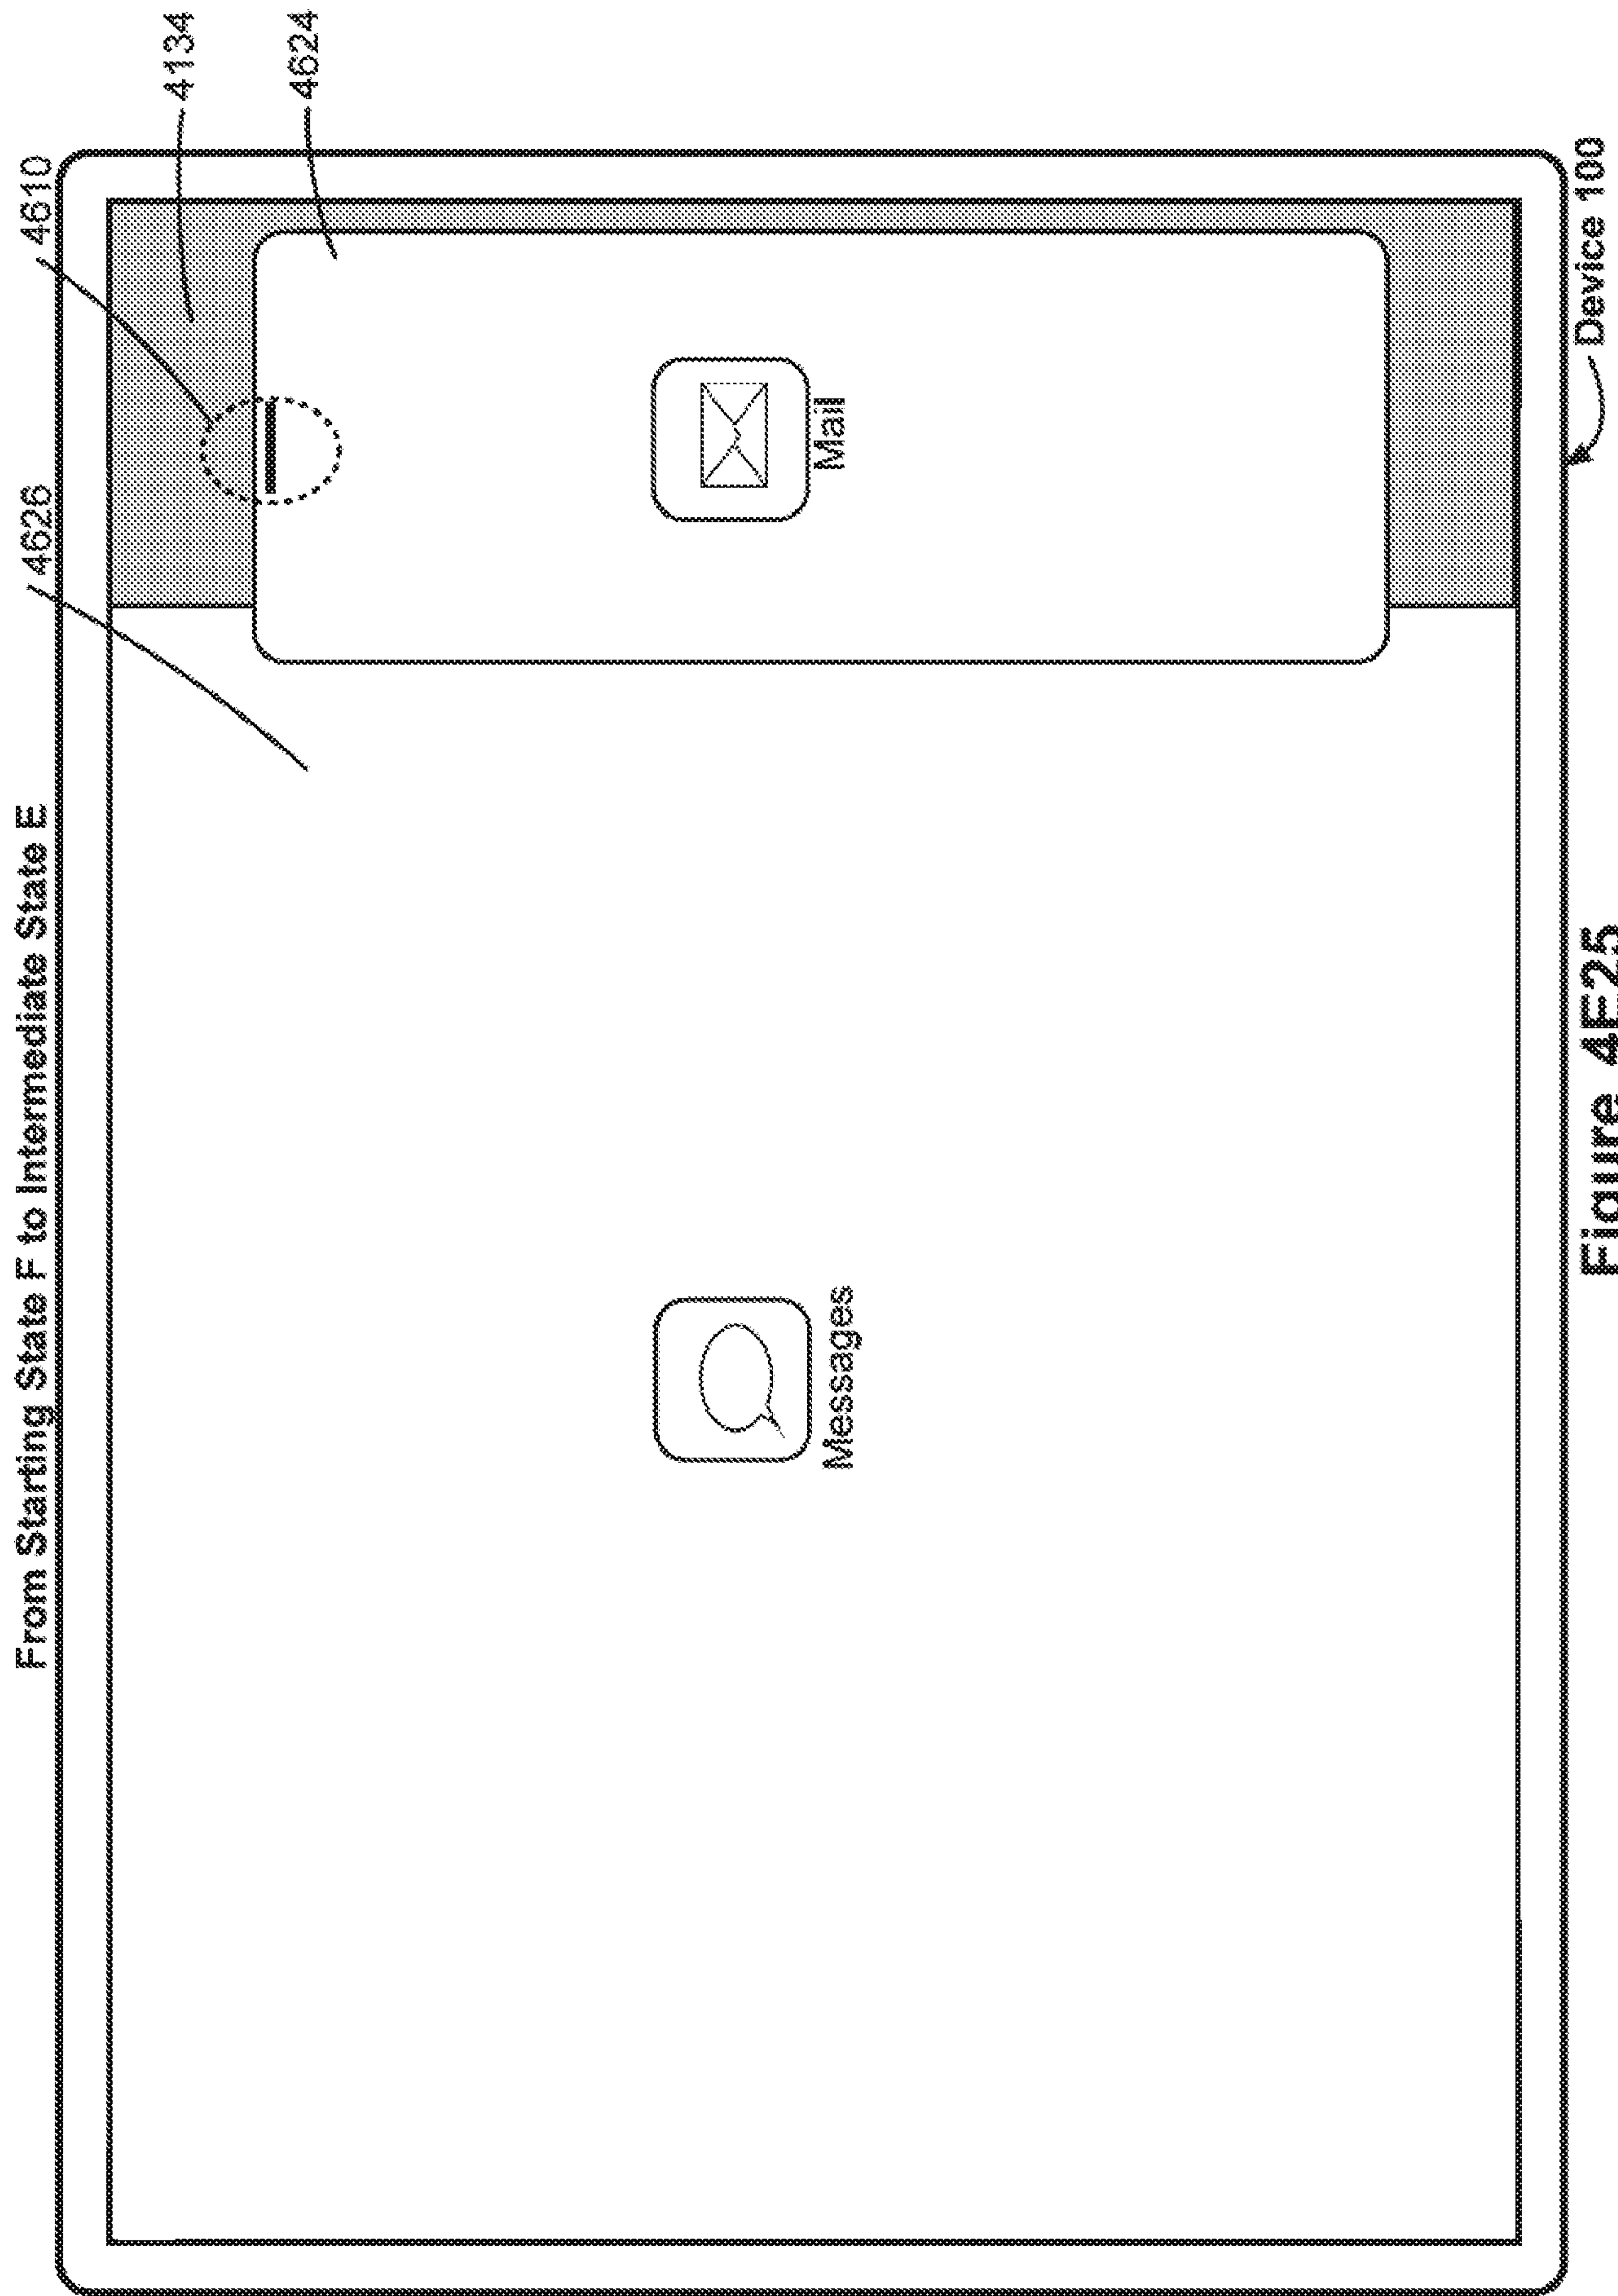 From Starting State F to Intermediate State E
4626
4610
4134
4624
Messages
Mail
Device 100
Figure 4E25